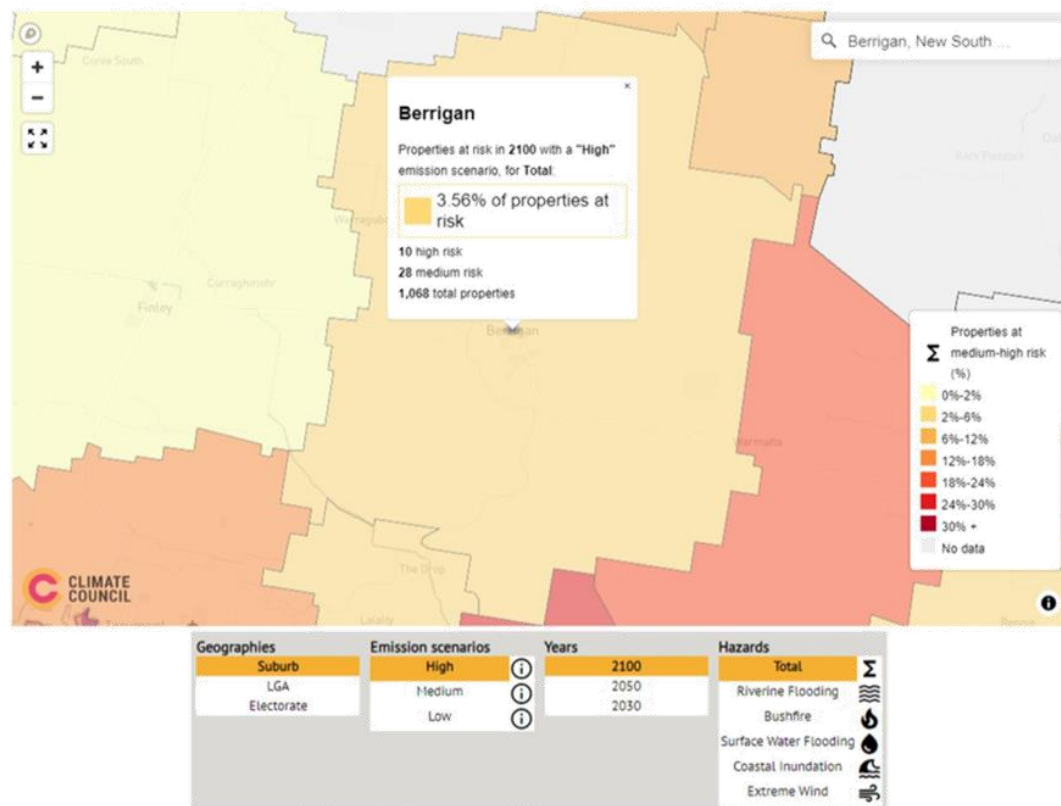 Berrigan, New South ...
+
−
Berrigan
×
Properties at risk in 2100 with a "High"
emission scenario, for Total:
3.56% of properties at
risk
10 high risk
28 medium risk
1,068 total properties
Finley
Berrigan
Warmatta
The Drop
Lalalty
Properties at
Σ medium-high risk
(%)
0%-2%
2%-6%
6%-12%
12%-18%
18%-24%
24%-30%
30% +
No data
CLIMATE
COUNCIL
Geographies
Suburb
LGA
Electorate
Emission scenarios
High
Medium
Low
Years
2100
2050
2030
Hazards
Total Σ
Riverine Flooding
Bushfire
Surface Water Flooding
Coastal Inundation
Extreme Wind